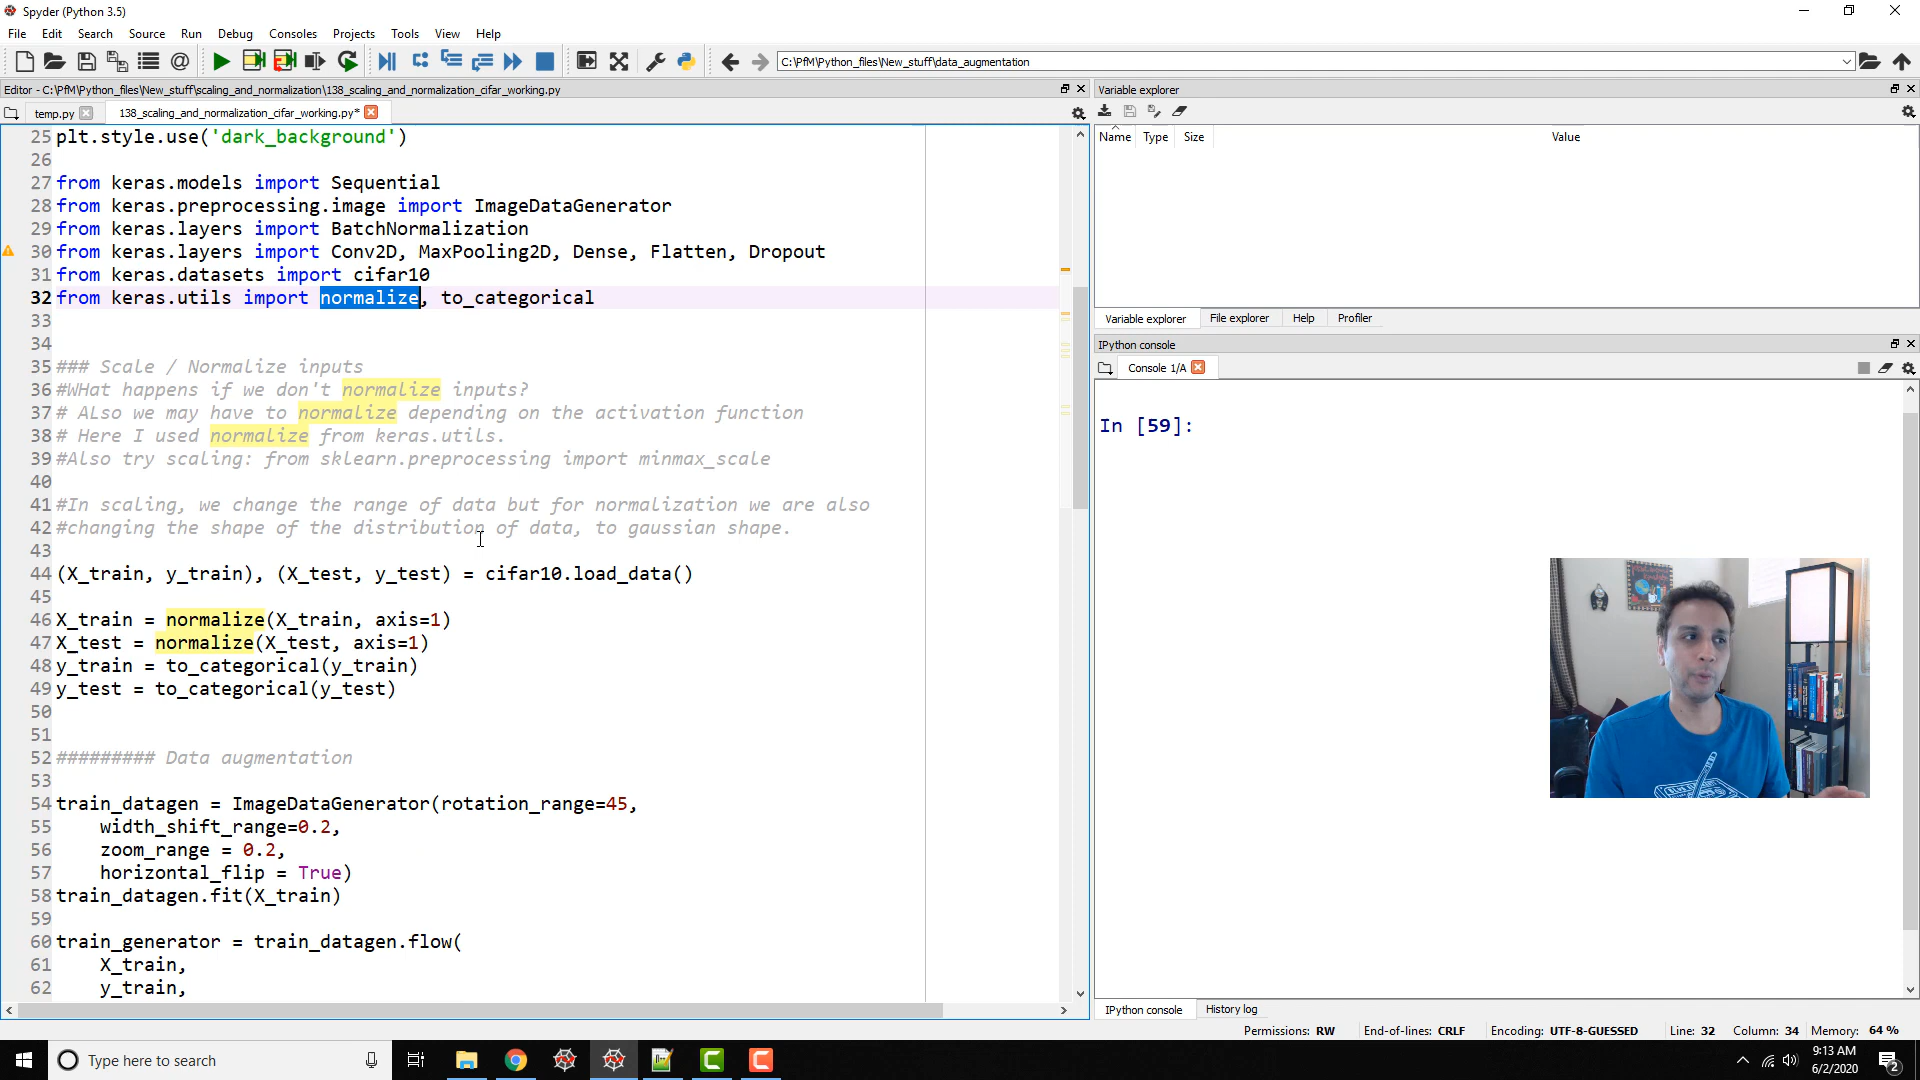 Spyder (Python 3.5)
File Edit Search Source Run Debug Consoles Projects Tools View Help
C:\PfM\Python_files\New_stuff\data_augmentation
Editor - C:\PfM\Python_files\New_stuff\scaling_and_normalization\138_scaling_and_normalization_cifar_working.py
temp.py 138_scaling_and_normalization_cifar_working.py*
25 plt.style.use('dark_background')
26
27 from keras.models import Sequential
28 from keras.preprocessing.image import ImageDataGenerator
29 from keras.layers import BatchNormalization
30 from keras.layers import Conv2D, MaxPooling2D, Dense, Flatten, Dropout
31 from keras.datasets import cifar10
32 from keras.utils import normalize, to_categorical
33
34
35 ### Scale / Normalize inputs
36 #WHat happens if we don't normalize inputs?
37 # ALso we may have to normalize depending on the activation function
38 # Here I used normalize from keras.utils.
39 #Also try scaling: from sklearn.preprocessing import minmax_scale
40
41 #In scaling, we change the range of data but for normalization we are also
42 #changing the shape of the distribution of data, to gaussian shape.
43
44 (X_train, y_train), (X_test, y_test) = cifar10.load_data()
45
46 X_train = normalize(X_train, axis=1)
47 X_test = normalize(X_test, axis=1)
48 y_train = to_categorical(y_train)
49 y_test = to_categorical(y_test)
50
51
52 ######### Data augmentation
53
54 train_datagen = ImageDataGenerator(rotation_range=45,
55 width_shift_range=0.2,
56 zoom_range = 0.2,
57 horizontal_flip = True)
58 train_datagen.fit(X_train)
59
60 train_generator = train_datagen.flow(
61 X_train,
62 y_train,
Variable explorer
Name Type Size Value
Variable explorer File explorer Help Profiler
IPython console
Console 1/A
In [59]:
IPython console History log
Permissions: RW End-of-lines: CRLF Encoding: UTF-8-GUESSED Line: 32 Column: 34 Memory: 64 %
Type here to search
9:13 AM
6/2/2020
2